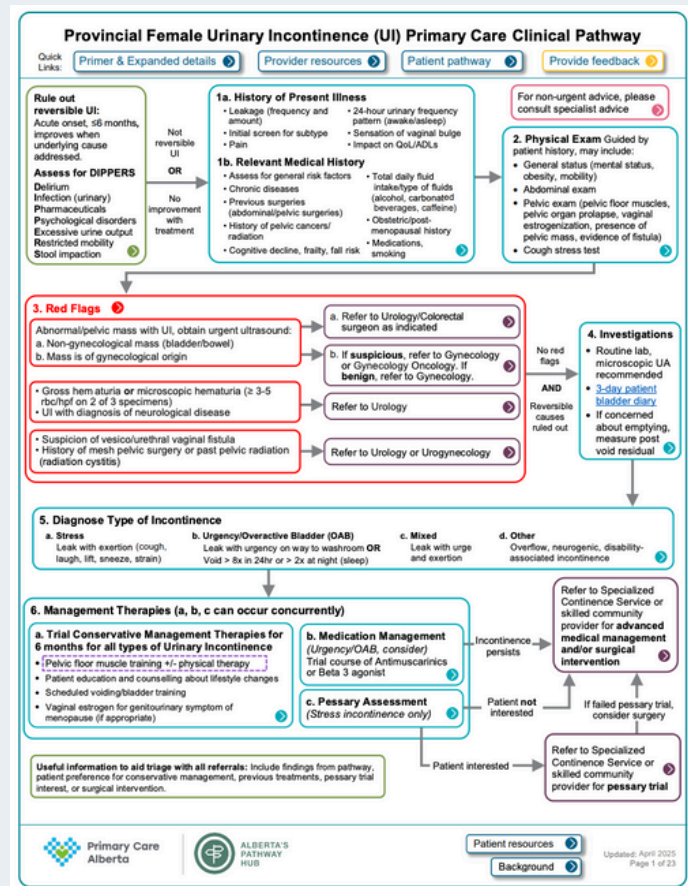 Provincial Female Urinary Incontinence (UI) Primary Care Clinical Pathway
Quick
Links:
Primer & Expanded details
Provider resources
Patient pathway
Provide feedback
Rule out
reversible UI:
Acute onset, ≤6 months,
improves when
underlying cause
addressed.
Assess for DIPPERS
Delirium
Infection (urinary)
Pharmaceuticals
Psychological disorders
Excessive urine output
Restricted mobility
Stool impaction
Not
reversible
UI
OR
No
improvement
with
treatment
1a. History of Present Illness
• Leakage (frequency and
amount)
• Initial screen for subtype
• Pain
• 24-hour urinary frequency
pattern (awake/asleep)
• Sensation of vaginal bulge
• Impact on QoL/ADLs
1b. Relevant Medical History
• Assess for general risk factors
• Chronic diseases
• Previous surgeries
(abdominal/pelvic surgeries)
• History of pelvic cancers/
radiation
• Cognitive decline, frailty, fall risk
• Total daily fluid
intake/type of fluids
(alcohol, carbonated
beverages, caffeine)
• Obstetric/post-
menopausal history
• Medications,
smoking
For non-urgent advice, please
consult specialist advice
2. Physical Exam Guided by
patient history, may include:
• General status (mental status,
obesity, mobility)
• Abdominal exam
• Pelvic exam (pelvic floor muscles,
pelvic organ prolapse, vaginal
estrogenization, presence of
pelvic mass, evidence of fistula)
• Cough stress test
3. Red Flags
Abnormal/pelvic mass with UI, obtain urgent ultrasound:
a. Non-gynecological mass (bladder/bowel)
b. Mass is of gynecological origin
a. Refer to Urology/Colorectal
surgeon as indicated
b. If suspicious, refer to Gynecology
or Gynecology Oncology. If
benign, refer to Gynecology.
• Gross hematuria or microscopic hematuria (≥ 3-5
rbc/hpf on 2 of 3 specimens)
• UI with diagnosis of neurological disease
Refer to Urology
• Suspicion of vesico/urethral vaginal fistula
• History of mesh pelvic surgery or past pelvic radiation
(radiation cystitis)
Refer to Urology or Urogynecology
No red
flags
AND
Reversible
causes
ruled out
4. Investigations
• Routine lab,
microscopic UA
recommended
• 3-day patient
bladder diary
• If concerned
about emptying,
measure post
void residual
5. Diagnose Type of Incontinence
a. Stress
Leak with exertion (cough,
laugh, lift, sneeze, strain)
b. Urgency/Overactive Bladder (OAB)
Leak with urgency on way to washroom OR
Void > 8x in 24hr or > 2x at night (sleep)
c. Mixed
Leak with urge
and exertion
d. Other
Overflow, neurogenic, disability-
associated incontinence
6. Management Therapies (a, b, c can occur concurrently)
a. Trial Conservative Management Therapies for
6 months for all types of Urinary Incontinence
• Pelvic floor muscle training +/- physical therapy
• Patient education and counselling about lifestyle changes
• Scheduled voiding/bladder training
• Vaginal estrogen for genitourinary symptom of
menopause (if appropriate)
b. Medication Management
(Urgency/OAB, consider)
Trial course of Antimuscarinics
or Beta 3 agonist
c. Pessary Assessment
(Stress incontinence only)
Incontinence
persists
Patient not
interested
Patient interested
Refer to Specialized
Continence Service or
skilled community
provider for advanced
medical management
and/or surgical
intervention
If failed pessary trial,
consider surgery
Refer to Specialized
Continence Service or
skilled community
provider for pessary trial
Useful information to aid triage with all referrals: Include findings from pathway,
patient preference for conservative management, previous treatments, pessary trial
interest, or surgical intervention.
Primary Care
Alberta
ALBERTA'S
PATHWAY
HUB
Patient resources
Background
Updated: April 2025
Page 1 of 23